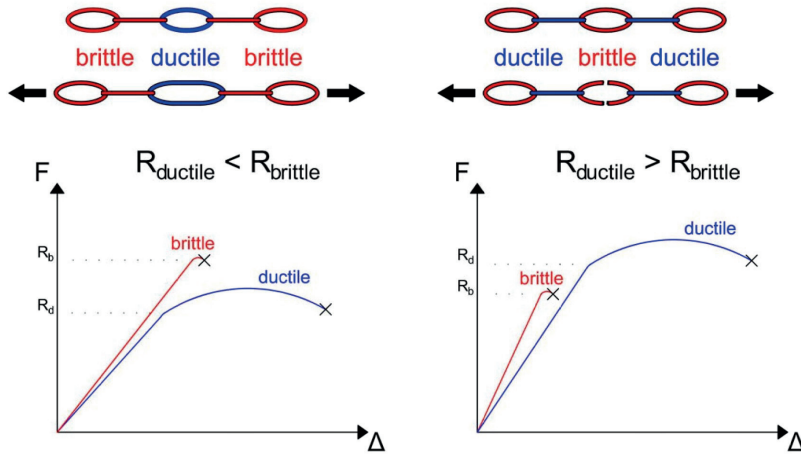 brittle ductile brittle
R_ductile < R_brittle
F
R_b
brittle
ductile
R_d
Δ
ductile brittle ductile
R_ductile > R_brittle
F
ductile
R_d
brittle
R_b
Δ